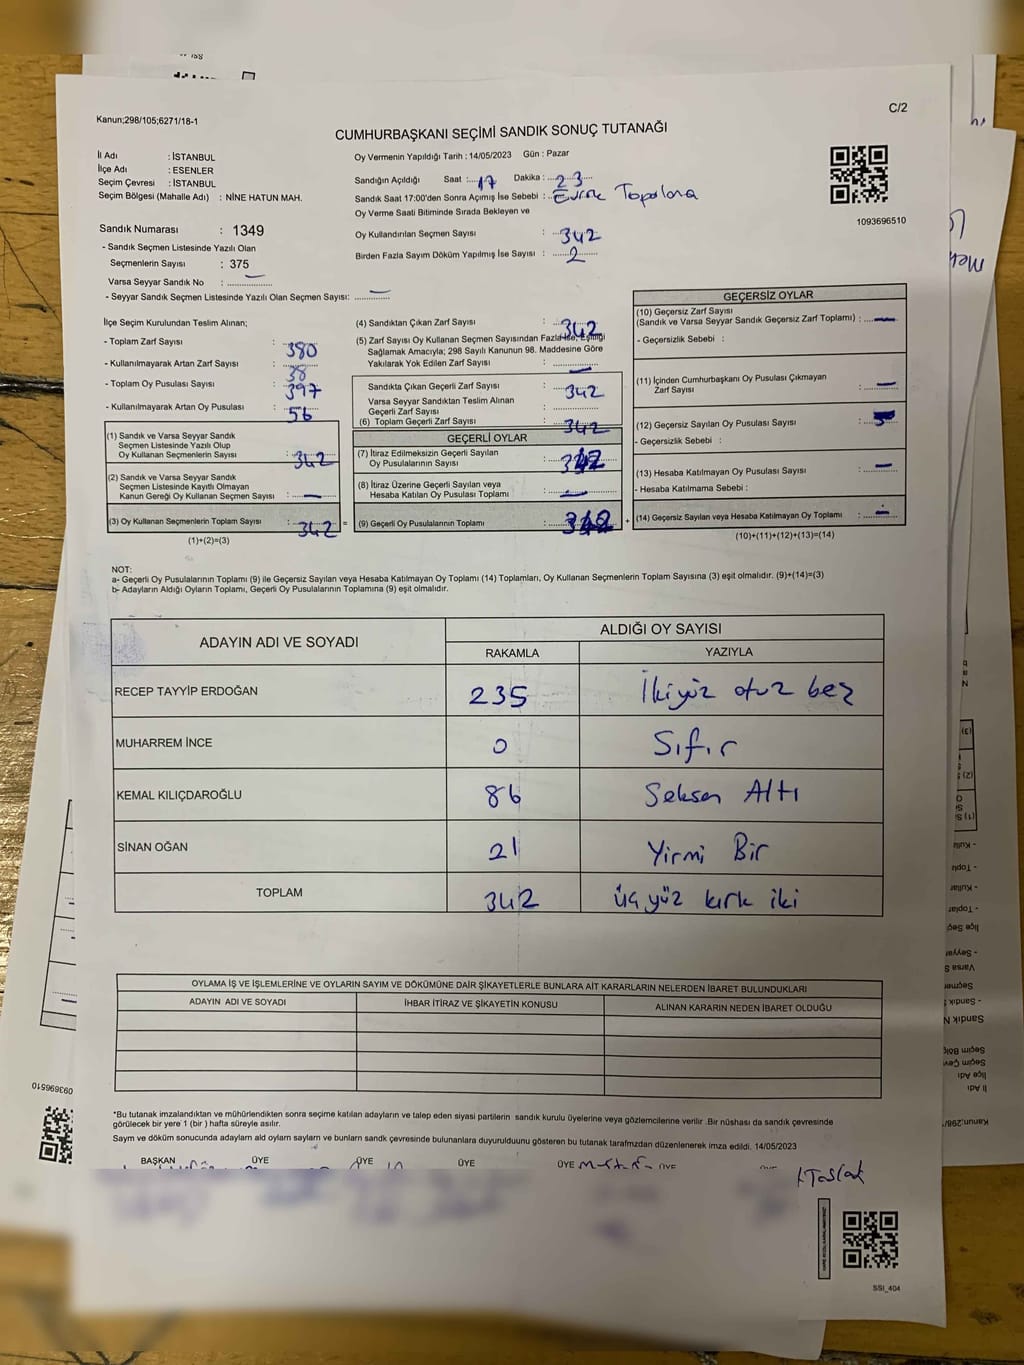 Kanun;298/105;6271/18-1
C/2
CUMHURBAŞKANI SEÇİMİ SANDIK SONUÇ TUTANAĞI
İl Adı : İSTANBUL
İlçe Adı : ESENLER
Seçim Çevresi : İSTANBUL
Seçim Bölgesi (Mahalle Adı) : NİNE HATUN MAH.
Oy Vermenin Yapıldığı Tarih : 14/05/2023 Gün : Pazar
Sandığın Açıldığı Saat : 17 Dakika : 23
Sandık Saat 17:00'den Sonra Açımış İse Sebebi : Evrak Toplama
Oy Verme Saati Bitiminde Sırada Bekleyen ve
Oy Kullandırılan Seçmen Sayısı : 342
Birden Fazla Sayım Döküm Yapılmış İse Sayısı : 2
1093696510
Sandık Numarası : 1349
- Sandık Seçmen Listesinde Yazılı Olan
Seçmenlerin Sayısı : 375
Varsa Seyyar Sandık No : —
- Seyyar Sandık Seçmen Listesinde Yazılı Olan Seçmen Sayısı: —
İlçe Seçim Kurulundan Teslim Alınan;
- Toplam Zarf Sayısı : 380
- Kullanılmayarak Artan Zarf Sayısı : 38
- Toplam Oy Pusulası Sayısı : 397
- Kullanılmayarak Artan Oy Pusulası : 56
(1) Sandık ve Varsa Seyyar Sandık
Seçmen Listesinde Yazılı Olup
Oy Kullanan Seçmenlerin Sayısı : 342
(2) Sandık ve Varsa Seyyar Sandık
Seçmen Listesinde Kayıtlı Olmayan
Kanun Gereği Oy Kullanan Seçmen Sayısı : —
(3) Oy Kullanan Seçmenlerin Toplam Sayısı : 342 =
(1)+(2)=(3)
(4) Sandıktan Çıkan Zarf Sayısı : 342
(5) Zarf Sayısı Oy Kullanan Seçmen Sayısından Fazla İse, Eşitliği
Sağlamak Amacıyla; 298 Sayılı Kanunun 98. Maddesine Göre
Yakılarak Yok Edilen Zarf Sayısı : —
Sandıkta Çıkan Geçerli Zarf Sayısı : 342
Varsa Seyyar Sandıktan Teslim Alınan
Geçerli Zarf Sayısı :
(6) Toplam Geçerli Zarf Sayısı : 342
GEÇERLİ OYLAR
(7) İtiraz Edilmeksizin Geçerli Sayılan
Oy Pusulalarının Sayısı : 342
(8) İtiraz Üzerine Geçerli Sayılan veya
Hesaba Katılan Oy Pusulası Toplamı : —
(9) Geçerli Oy Pusulalarının Toplamı : 342 +
GEÇERSİZ OYLAR
(10) Geçersiz Zarf Sayısı
(Sandık ve Varsa Seyyar Sandık Geçersiz Zarf Toplamı) : —
- Geçersizlik Sebebi :
(11) İçinden Cumhurbaşkanı Oy Pusulası Çıkmayan
Zarf Sayısı : —
(12) Geçersiz Sayılan Oy Pusulası Sayısı :
- Geçersizlik Sebebi :
(13) Hesaba Katılmayan Oy Pusulası Sayısı : —
- Hesaba Katılmama Sebebi :
(14) Geçersiz Sayılan veya Hesaba Katılmayan Oy Toplamı : —
(10)+(11)+(12)+(13)=(14)
NOT:
a- Geçerli Oy Pusulalarının Toplamı (9) ile Geçersiz Sayılan veya Hesaba Katılmayan Oy Toplamı (14) Toplamları, Oy Kullanan Seçmenlerin Toplam Sayısına (3) eşit olmalıdır. (9)+(14)=(3)
b- Adayların Aldığı Oyların Toplamı, Geçerli Oy Pusulalarının Toplamına (9) eşit olmalıdır.
ADAYIN ADI VE SOYADI ALDIĞI OY SAYISI
RAKAMLA YAZIYLA
RECEP TAYYİP ERDOĞAN 235 İkiyüz otuz beş
MUHARREM İNCE 0 Sıfır
KEMAL KILIÇDAROĞLU 86 Seksen Altı
SİNAN OĞAN 21 Yirmi Bir
TOPLAM 342 üçyüz kırk iki
OYLAMA İŞ VE İŞLEMLERİNE VE OYLARIN SAYIM VE DÖKÜMÜNE DAİR ŞİKAYETLERLE BUNLARA AİT KARARLARIN NELERDEN İBARET BULUNDUKLARI
ADAYIN ADI VE SOYADI İHBAR İTİRAZ VE ŞİKAYETİN KONUSU ALINAN KARARIN NEDEN İBARET OLDUĞU
*Bu tutanak imzalandıktan ve mühürlendikten sonra seçime katılan adayların ve talep eden siyasi partilerin sandık kurulu üyelerine veya gözlemcilerine verilir .Bir nüshası da sandık çevresinde
görülecek bir yere 1 (bir ) hafta süreyle asılır.
Sayım ve döküm sonucunda adayların ald oylarn sayları ve bunların sandk çevresinde bulunanlara duyurulduunu gösteren bu tutanak tarafmzdan düzenlenerek imza edildi. 14/05/2023
BAŞKAN ÜYE ÜYE ÜYE ÜYE ÜYE
SSI_404